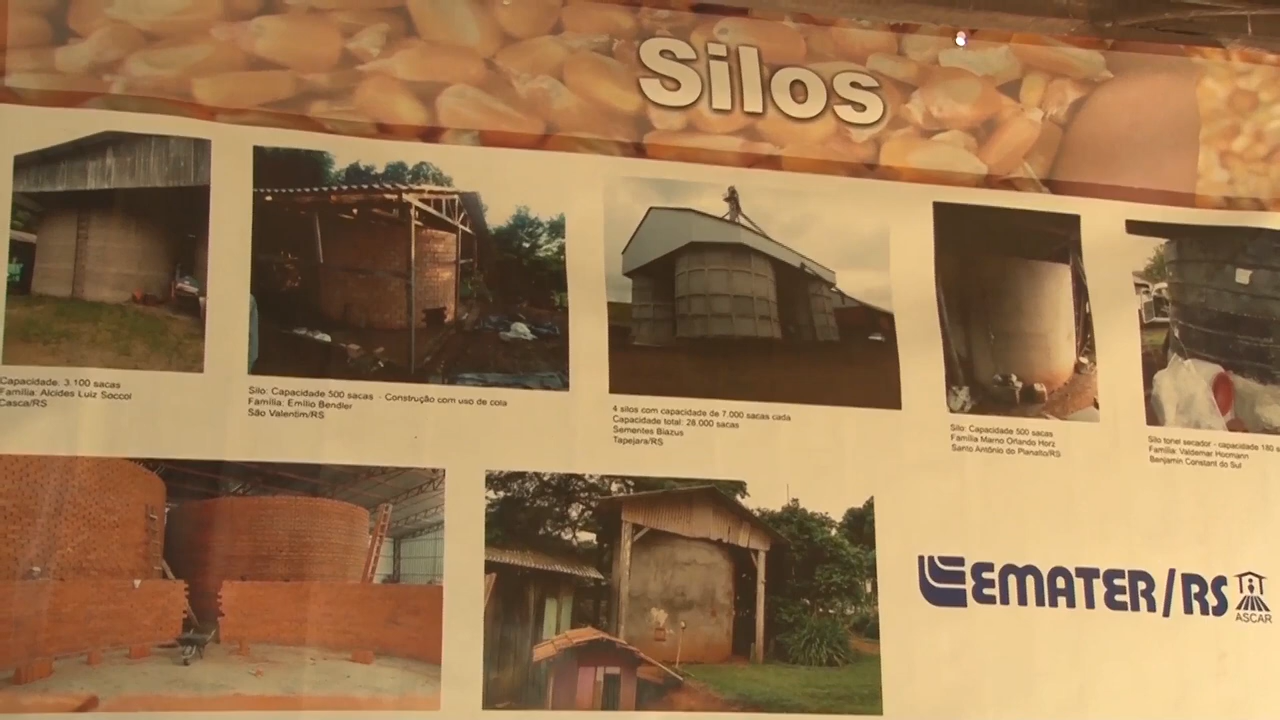 Silos
Capacidade. 3.100 sacas
Família: Alcides Luiz Soccol
Casca/RS
Silo: Capacidade 500 sacas - Construção com uso de cola
Família: Emílio Bendler
São Valentim/RS
4 silos com capacidade de 7.000 sacas cada
Capacidade total: 28.000 sacas
Sementes Biazus
Tapejara/RS
Silo: Capacidade 500 sacas
Família Marno Orlando Horz
Santo Antônio do Planalto/RS
Silo tonel secador - capacidade 180 s
Família: Valdemar Hocmann
Benjamin Constant do Sul
EMATER/RS
ASCAR